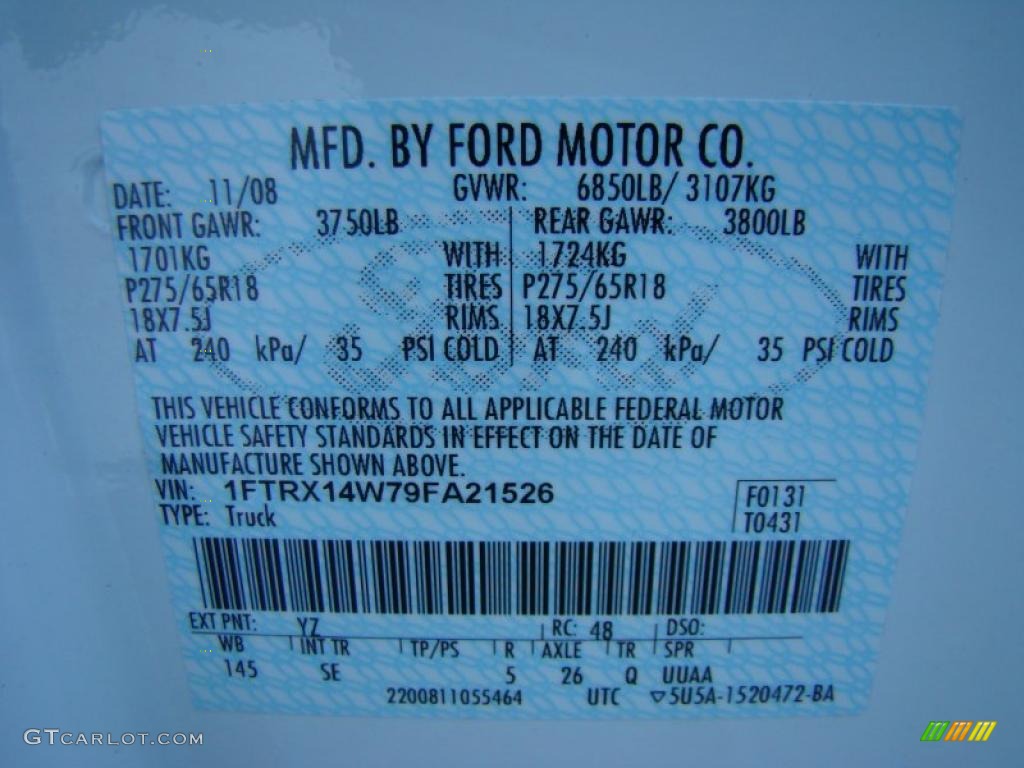 MFD. BY FORD MOTOR CO.
DATE: 11/08 GVWR: 6850LB/ 3107KG
FRONT GAWR: 3750LB REAR GAWR: 3800LB
1701KG WITH 1724KG WITH
P275/65R18 TIRES P275/65R18 TIRES
18X7.5J RIMS 18X7.5J RIMS
AT 240 kPa/ 35 PSI COLD AT 240 kPa/ 35 PSI COLD
THIS VEHICLE CONFORMS TO ALL APPLICABLE FEDERAL MOTOR
VEHICLE SAFETY STANDARDS IN EFFECT ON THE DATE OF
MANUFACTURE SHOWN ABOVE.
VIN: 1FTRX14W79FA21526 F0131
TYPE: Truck T0431
EXT PNT: YZ RC: 48 DSO:
WB INT TR TP/PS R AXLE TR SPR
145 SE 5 26 Q UUAA
2200811055464 UTC ▽5U5A-1520472-BA
GTCARLOT.COM